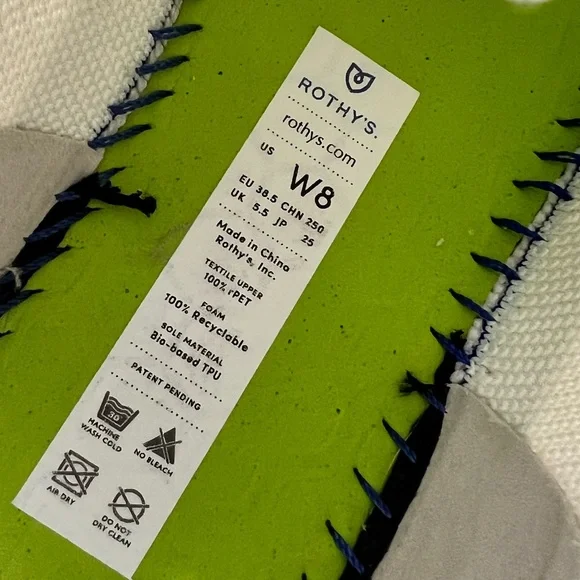 ROTHY'S.
rothys.com
US W8
EU 38.5 CHN 250
UK 5.5 JP 25
Made in China
Rothy's, Inc.
TEXTILE UPPER
100% rPET
FOAM
100% Recyclable
SOLE MATERIAL
Bio-based TPU
PATENT PENDING
30
MACHINE
WASH COLD
NO BLEACH
AIR DRY
DO NOT
DRY CLEAN